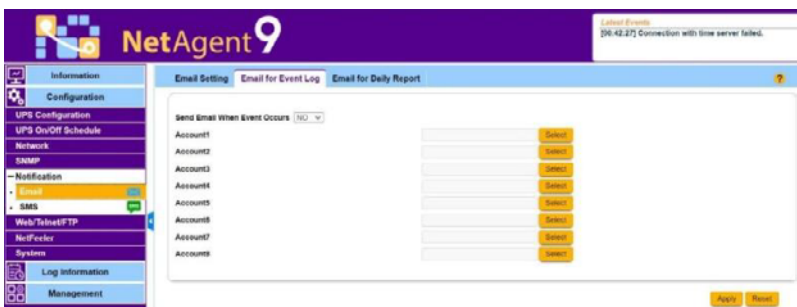 NetAgent 9
Latest Events
[00:42:27] Connection with time server failed.
Information
Configuration
UPS Configuration
UPS On/Off Schedule
Network
SNMP
Notification
Email
SMS
Web/Telnet/FTP
NetFeeler
System
Log Information
Management
Email Setting
Email for Event Log
Email for Daily Report
?
Send Email When Event Occurs NO
Account1 Select
Account2 Select
Account3 Select
Account4 Select
Account5 Select
Account6 Select
Account7 Select
Account8 Select
Apply Reset